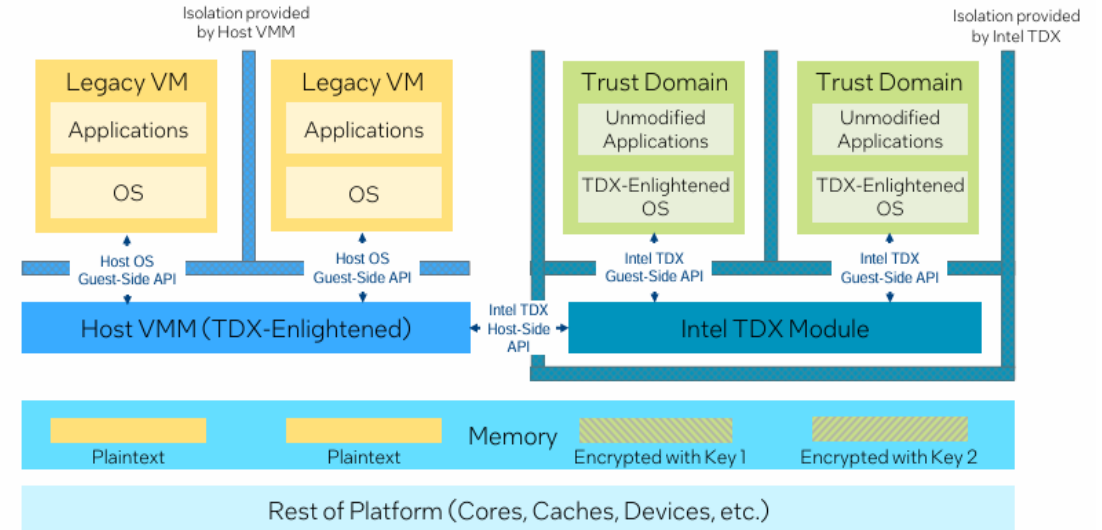 Isolation provided
by Host VMM
Isolation provided
by Intel TDX
Legacy VM
Applications
OS
Legacy VM
Applications
OS
Trust Domain
Unmodified
Applications
TDX-Enlightened
OS
Trust Domain
Unmodified
Applications
TDX-Enlightened
OS
Host OS
Guest-Side API
Host OS
Guest-Side API
Intel TDX
Guest-Side API
Intel TDX
Guest-Side API
Host VMM (TDX-Enlightened)
Intel TDX
Host-Side
API
Intel TDX Module
Plaintext
Plaintext
Memory
Encrypted with Key 1
Encrypted with Key 2
Rest of Platform (Cores, Caches, Devices, etc.)